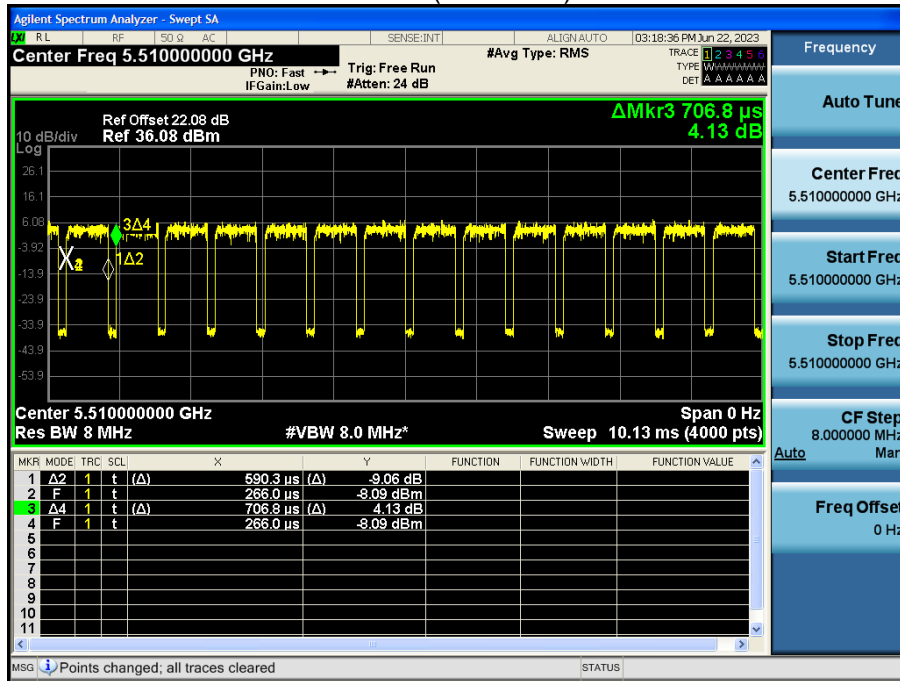 Agilent Spectrum Analyzer - Swept SA
LXI RL RF 50 Ω AC SENSE:INT ALIGN AUTO 03:18:36 PM Jun 22, 2023
Center Freq 5.510000000 GHz #Avg Type: RMS TRACE 1 2 3 4 5 6
PNO: Fast Trig: Free Run TYPE WWWWWW
IFGain:Low #Atten: 24 dB DET A A A A A A
ΔMkr3 706.8 µs
4.13 dB
Ref Offset 22.08 dB
10 dB/div Ref 36.08 dBm
Log
26.1
16.1
6.08
-3.92
-13.9
-23.9
-33.9
-43.9
-53.9
3Δ4
1Δ2
X
Center 5.510000000 GHz Span 0 Hz
Res BW 8 MHz #VBW 8.0 MHz* Sweep 10.13 ms (4000 pts)
MKR MODE TRC SCL X Y FUNCTION FUNCTION WIDTH FUNCTION VALUE
1 Δ2 1 t (Δ) 590.3 µs (Δ) -9.06 dB
2 F 1 t 266.0 µs -8.09 dBm
3 Δ4 1 t (Δ) 706.8 µs (Δ) 4.13 dB
4 F 1 t 266.0 µs -8.09 dBm
5
6
7
8
9
10
11
MSG Points changed; all traces cleared STATUS
Frequency
Auto Tune
Center Freq
5.510000000 GHz
Start Freq
5.510000000 GHz
Stop Freq
5.510000000 GHz
CF Step
8.000000 MHz
Auto Man
Freq Offset
0 Hz